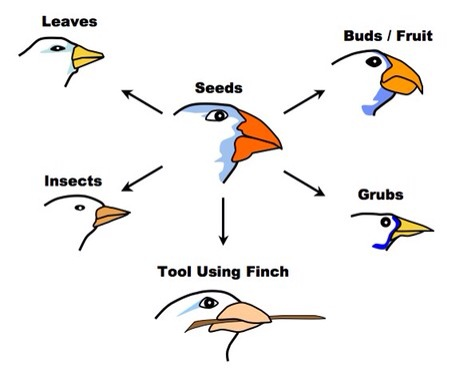 Leaves
Buds / Fruit
Seeds
Insects
Grubs
Tool Using Finch